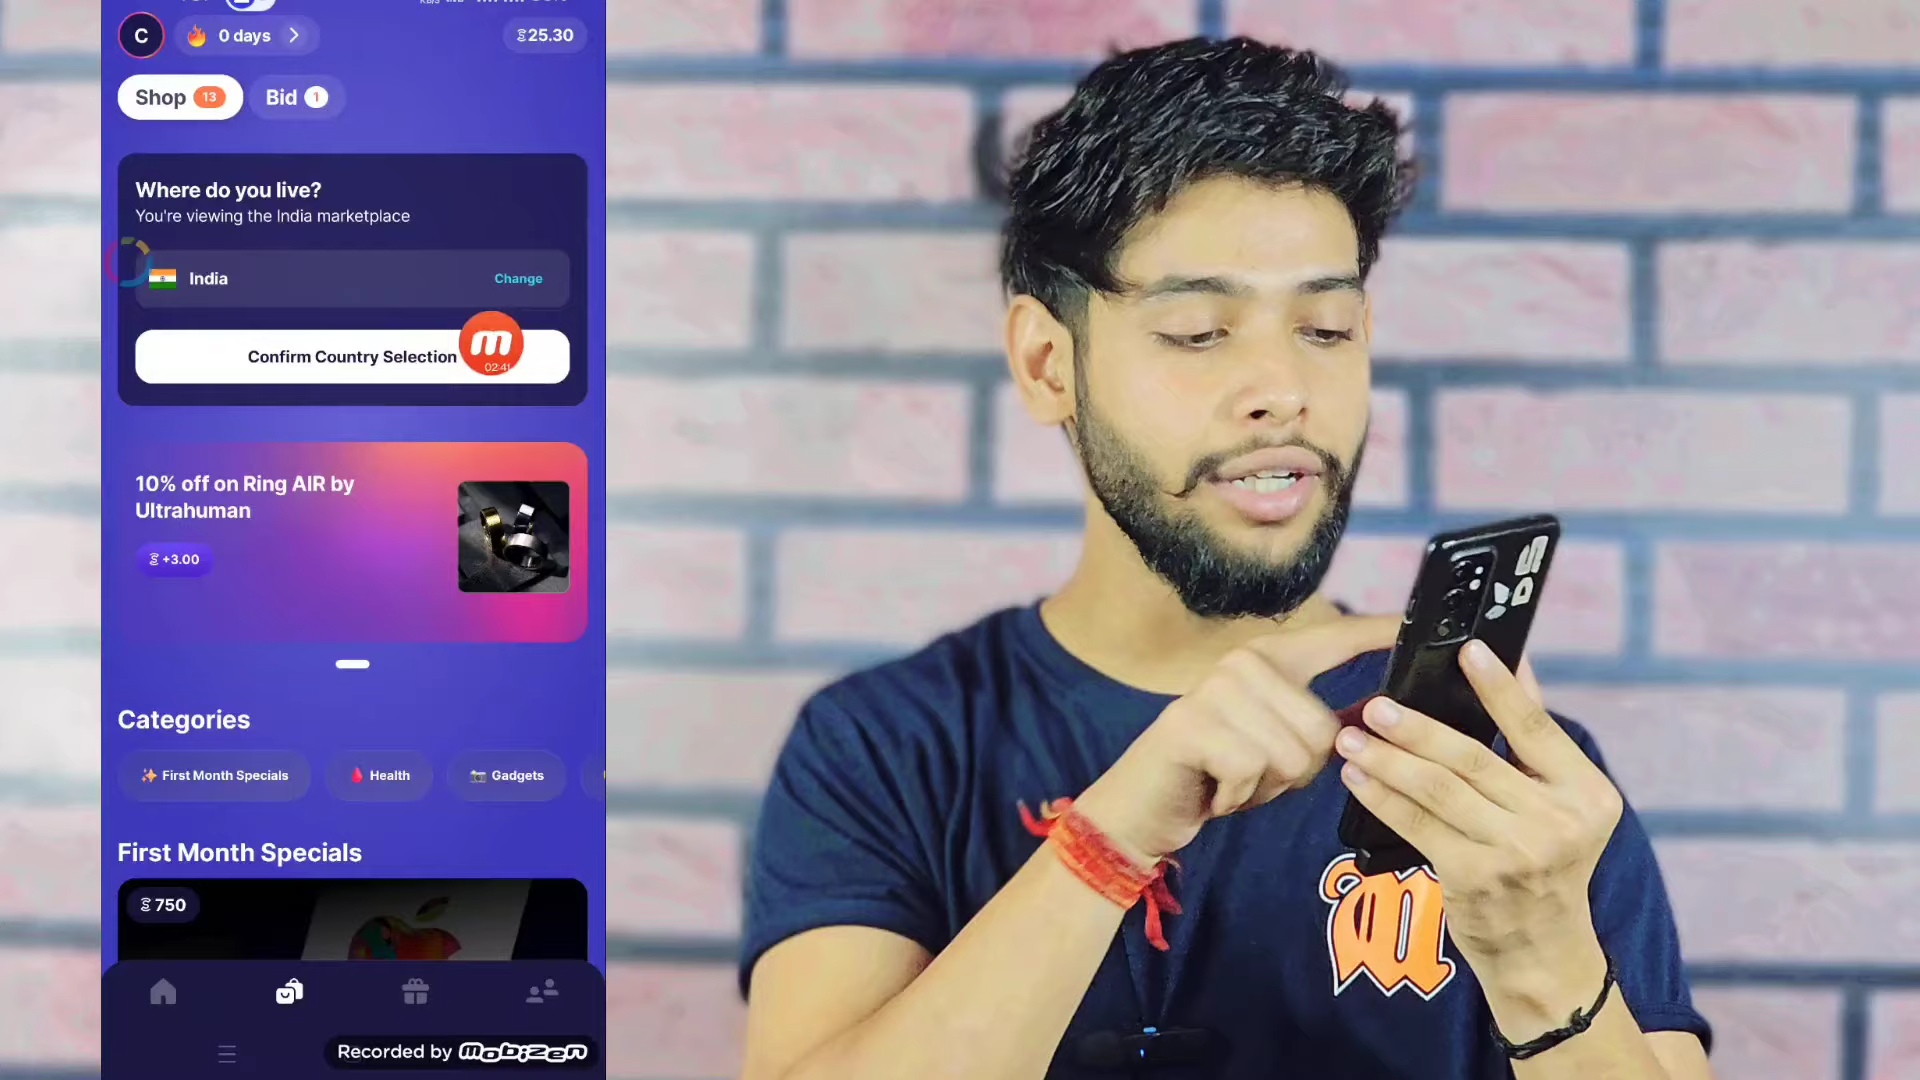 C
0 days
25.30
Shop 13
Bid 1
Where do you live?
You're viewing the India marketplace
India
Change
Confirm Country Selection
m
02:41
10% off on Ring AIR by
Ultrahuman
+3.00
Categories
First Month Specials
Health
Gadgets
First Month Specials
750
Recorded by mobizen